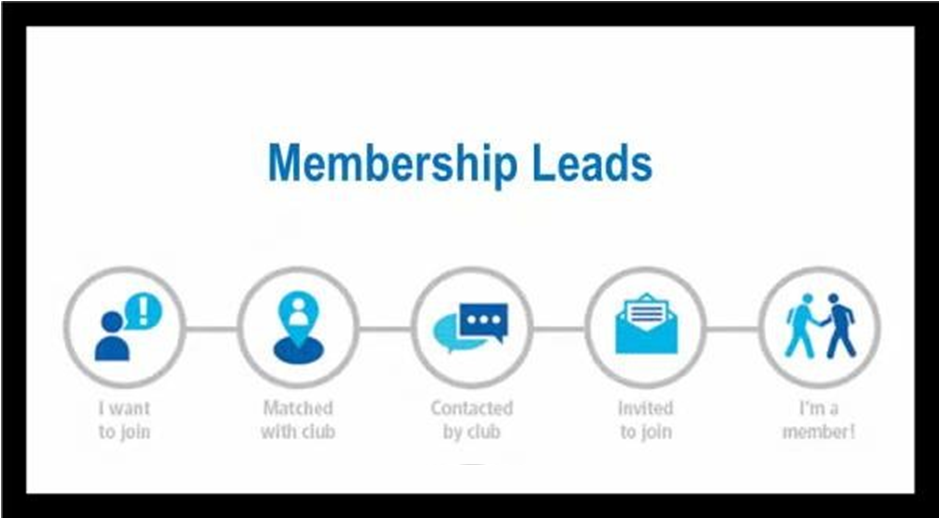 Membership Leads
I want
to join
Matched
with club
Contacted
by club
Invited
to join
I'm a
member!